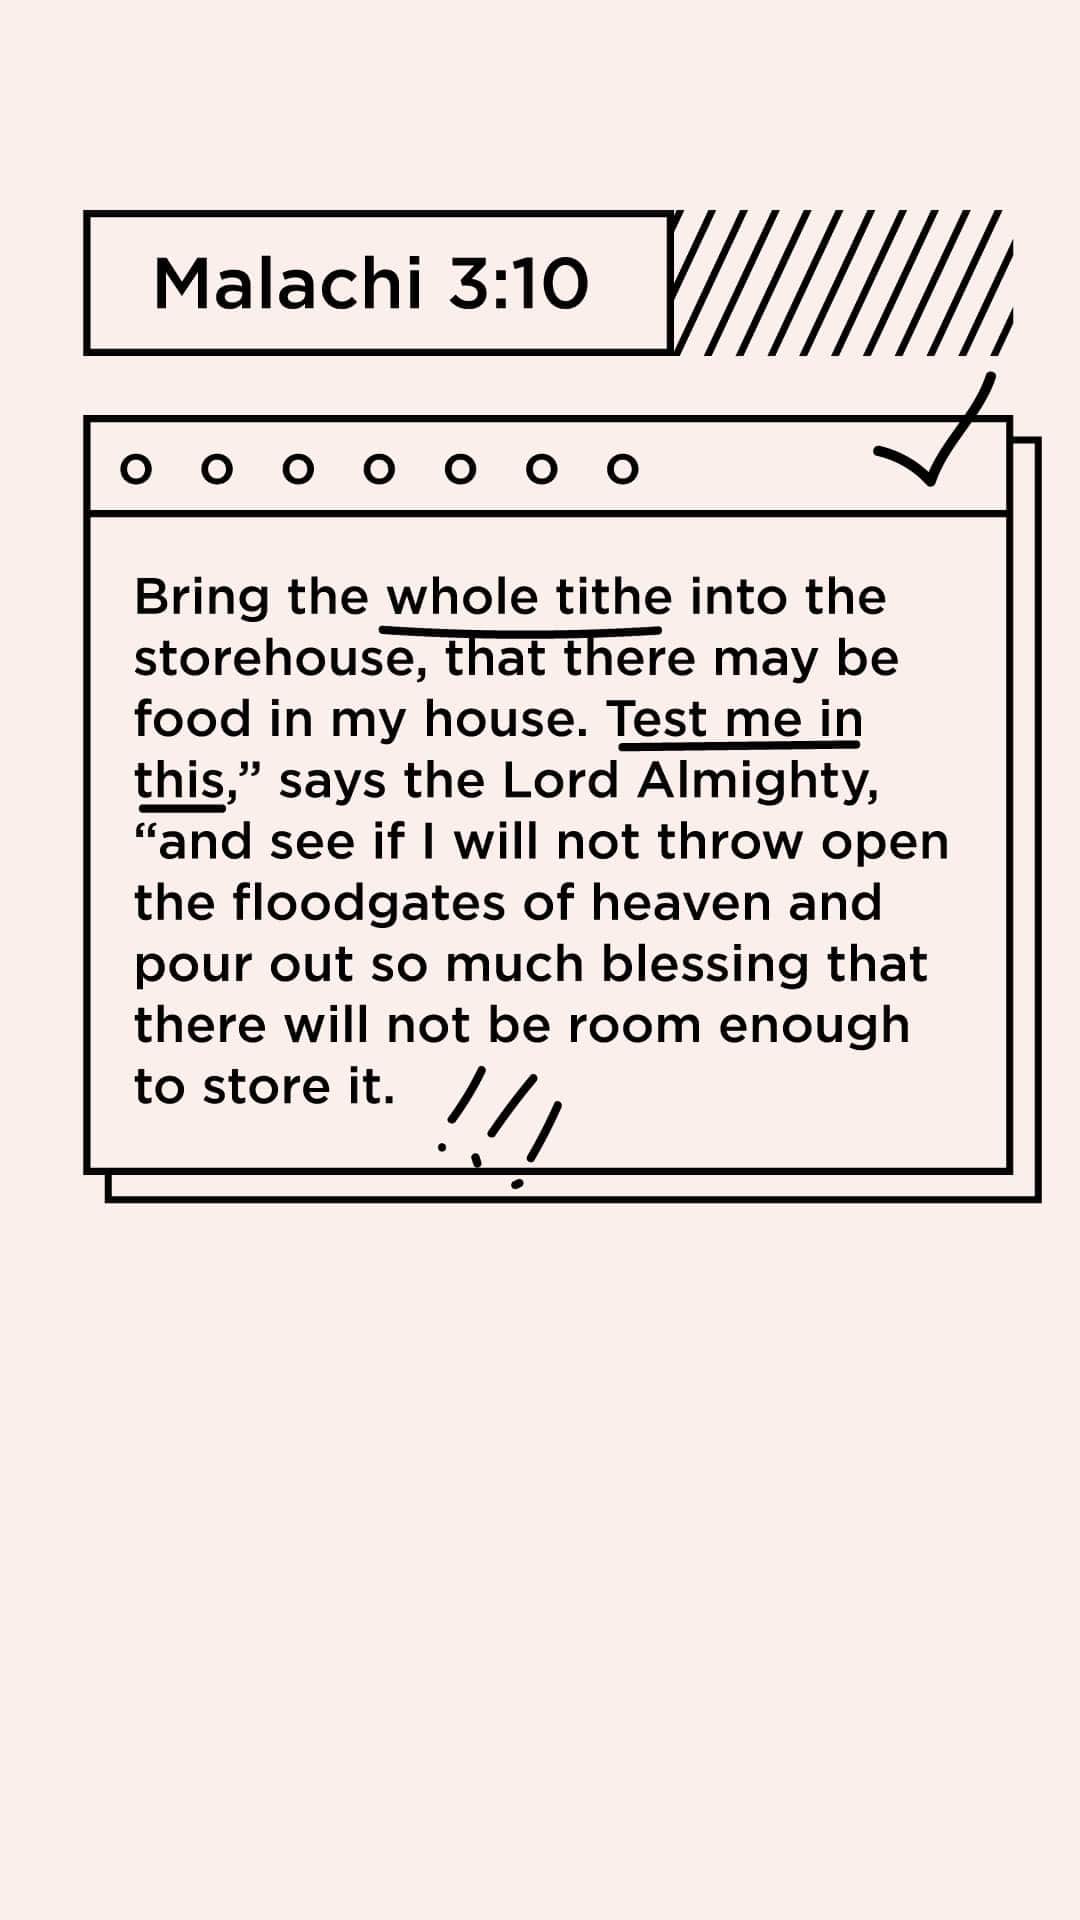 Malachi 3:10
Bring the whole tithe into the
storehouse, that there may be
food in my house. Test me in
this,” says the Lord Almighty,
“and see if I will not throw open
the floodgates of heaven and
pour out so much blessing that
there will not be room enough
to store it.
!!!